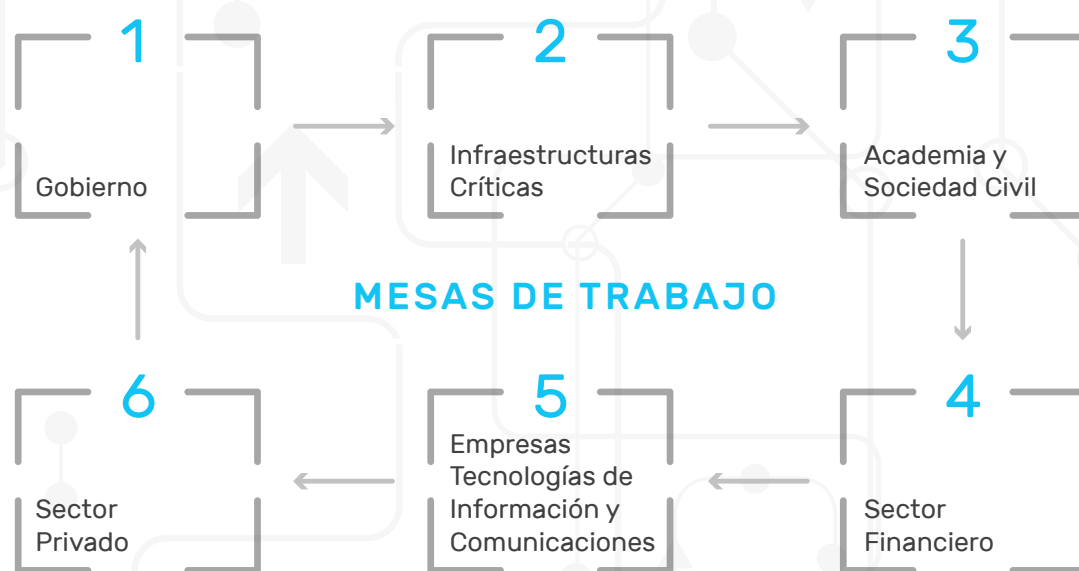 1
Gobierno
2
Infraestructuras
Críticas
3
Academia y
Sociedad Civil
MESAS DE TRABAJO
6
Sector
Privado
5
Empresas
Tecnologías de
Información y
Comunicaciones
4
Sector
Financiero